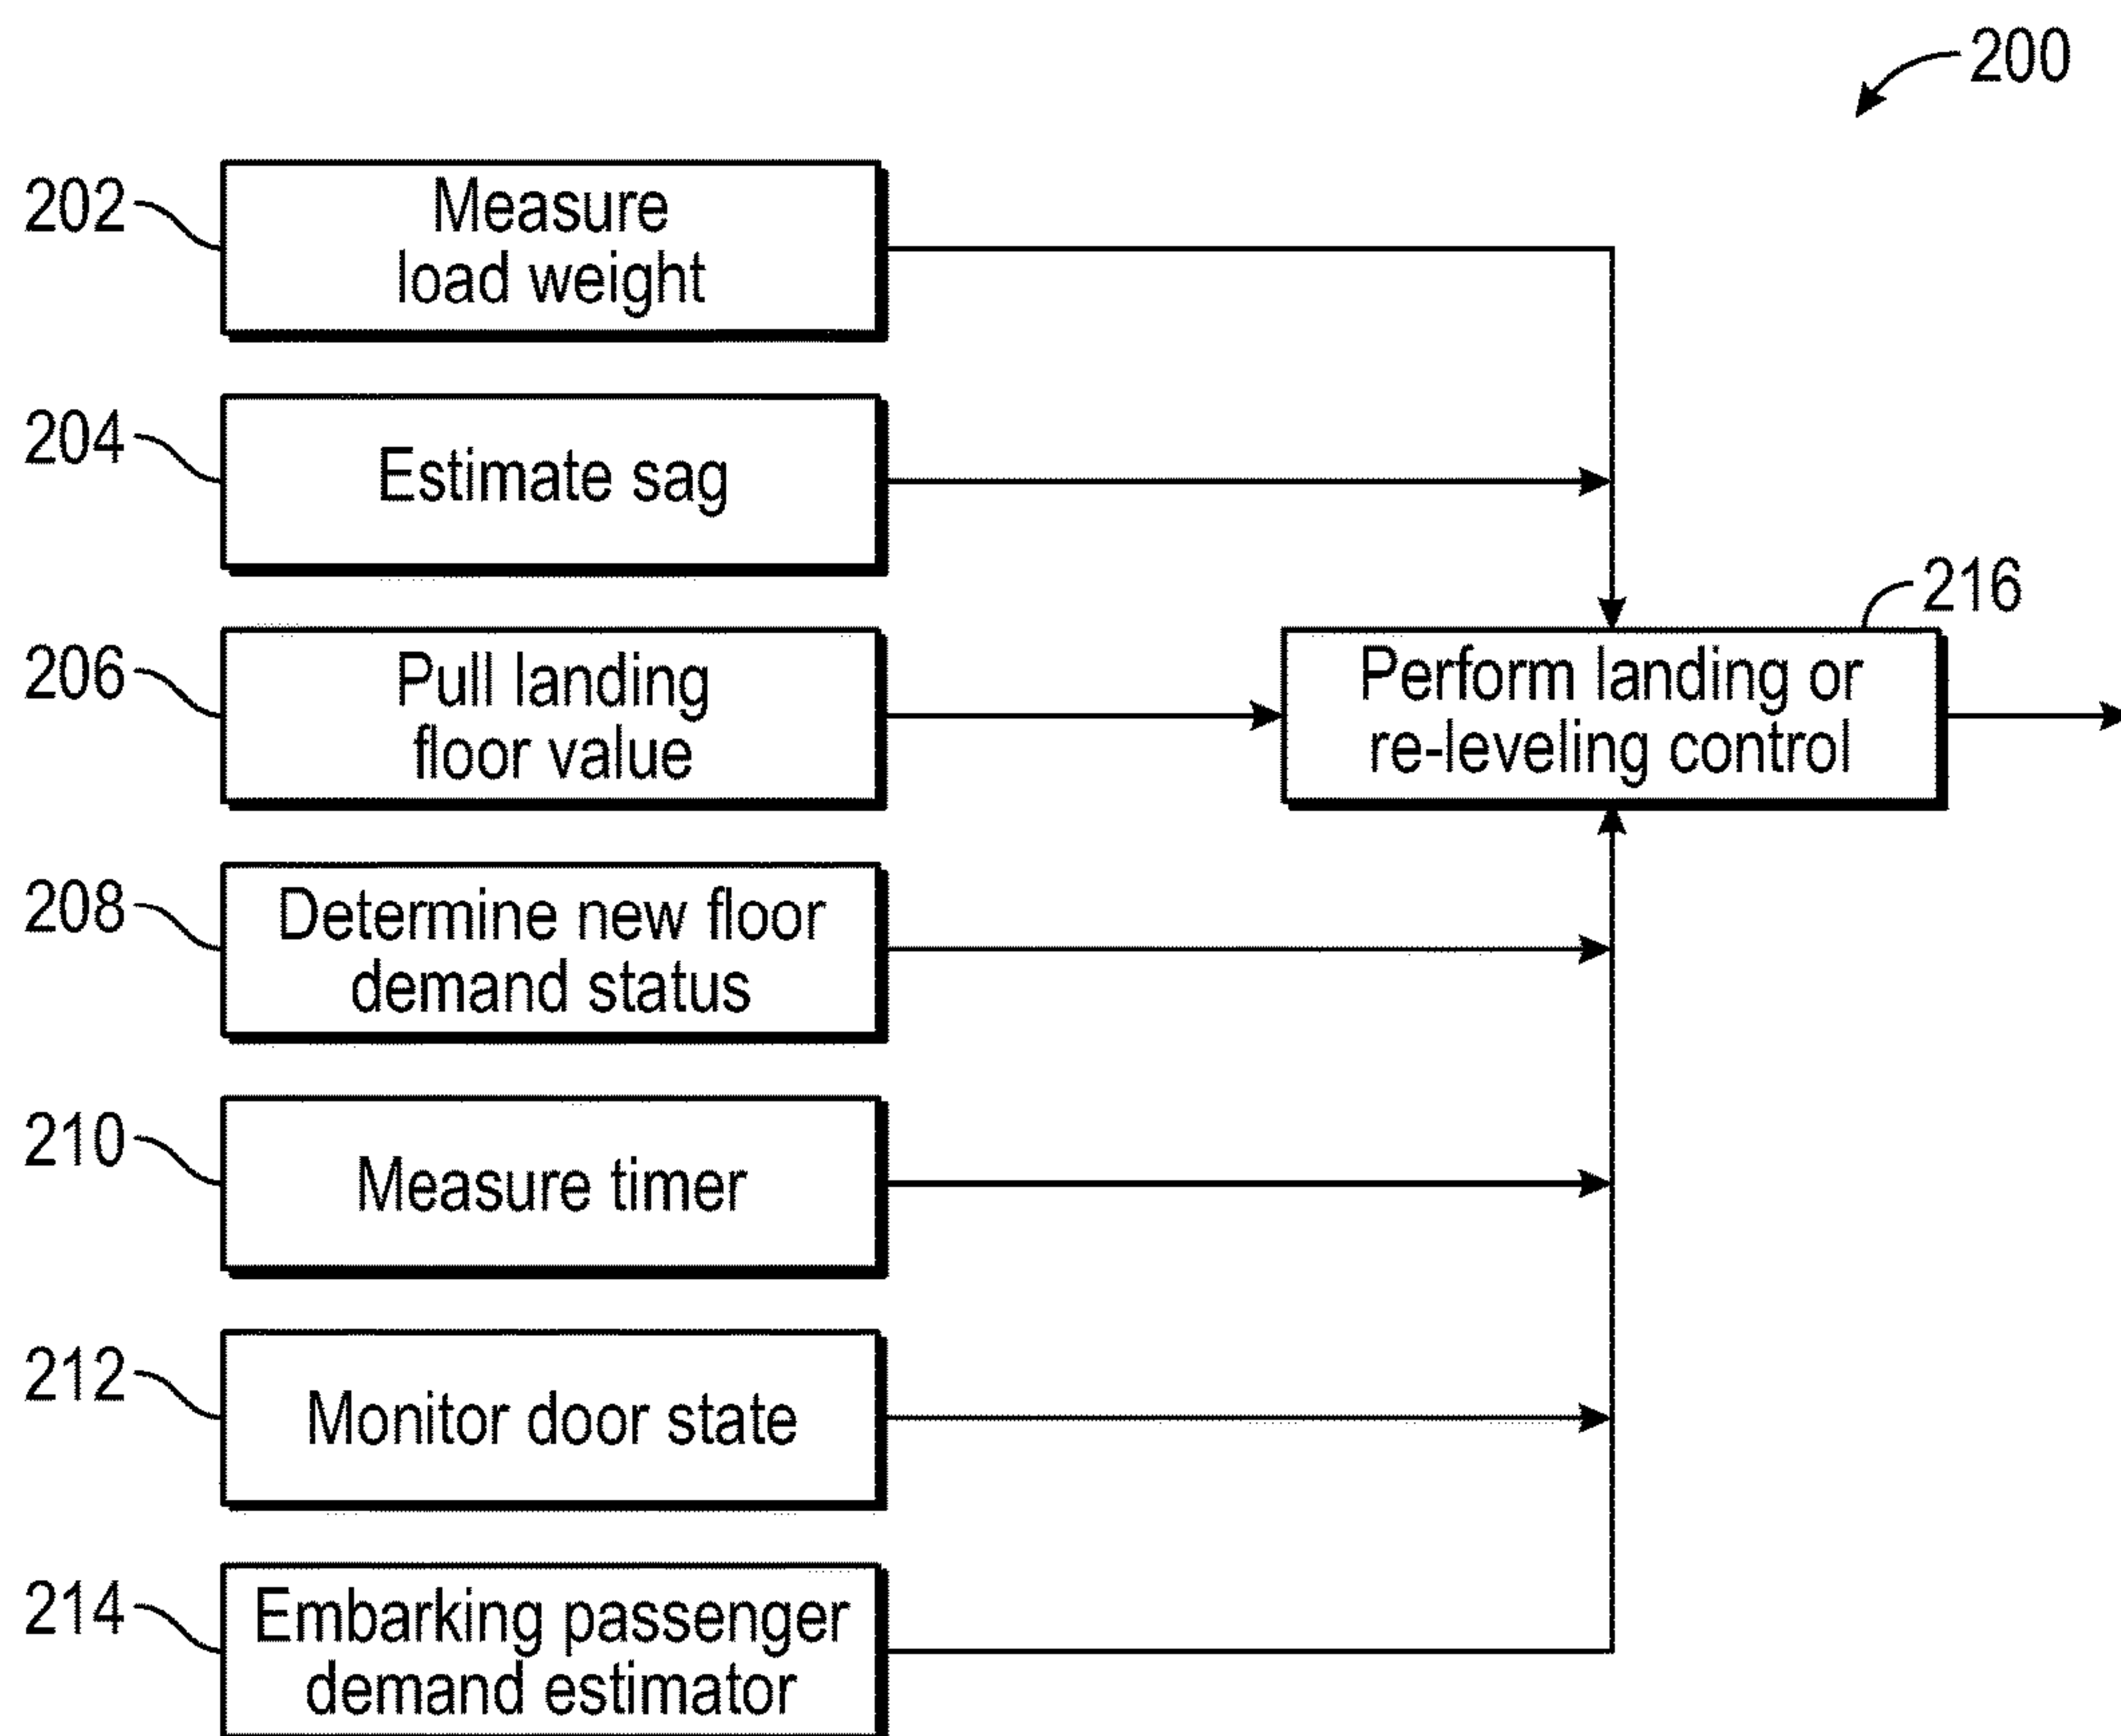 200
202
Measure
load weight
204
Estimate sag
216
206
Pull landing
floor value
Perform landing or
re-leveling control
208
Determine new floor
demand status
210
Measure timer
212
Monitor door state
214
Embarking passenger
demand estimator